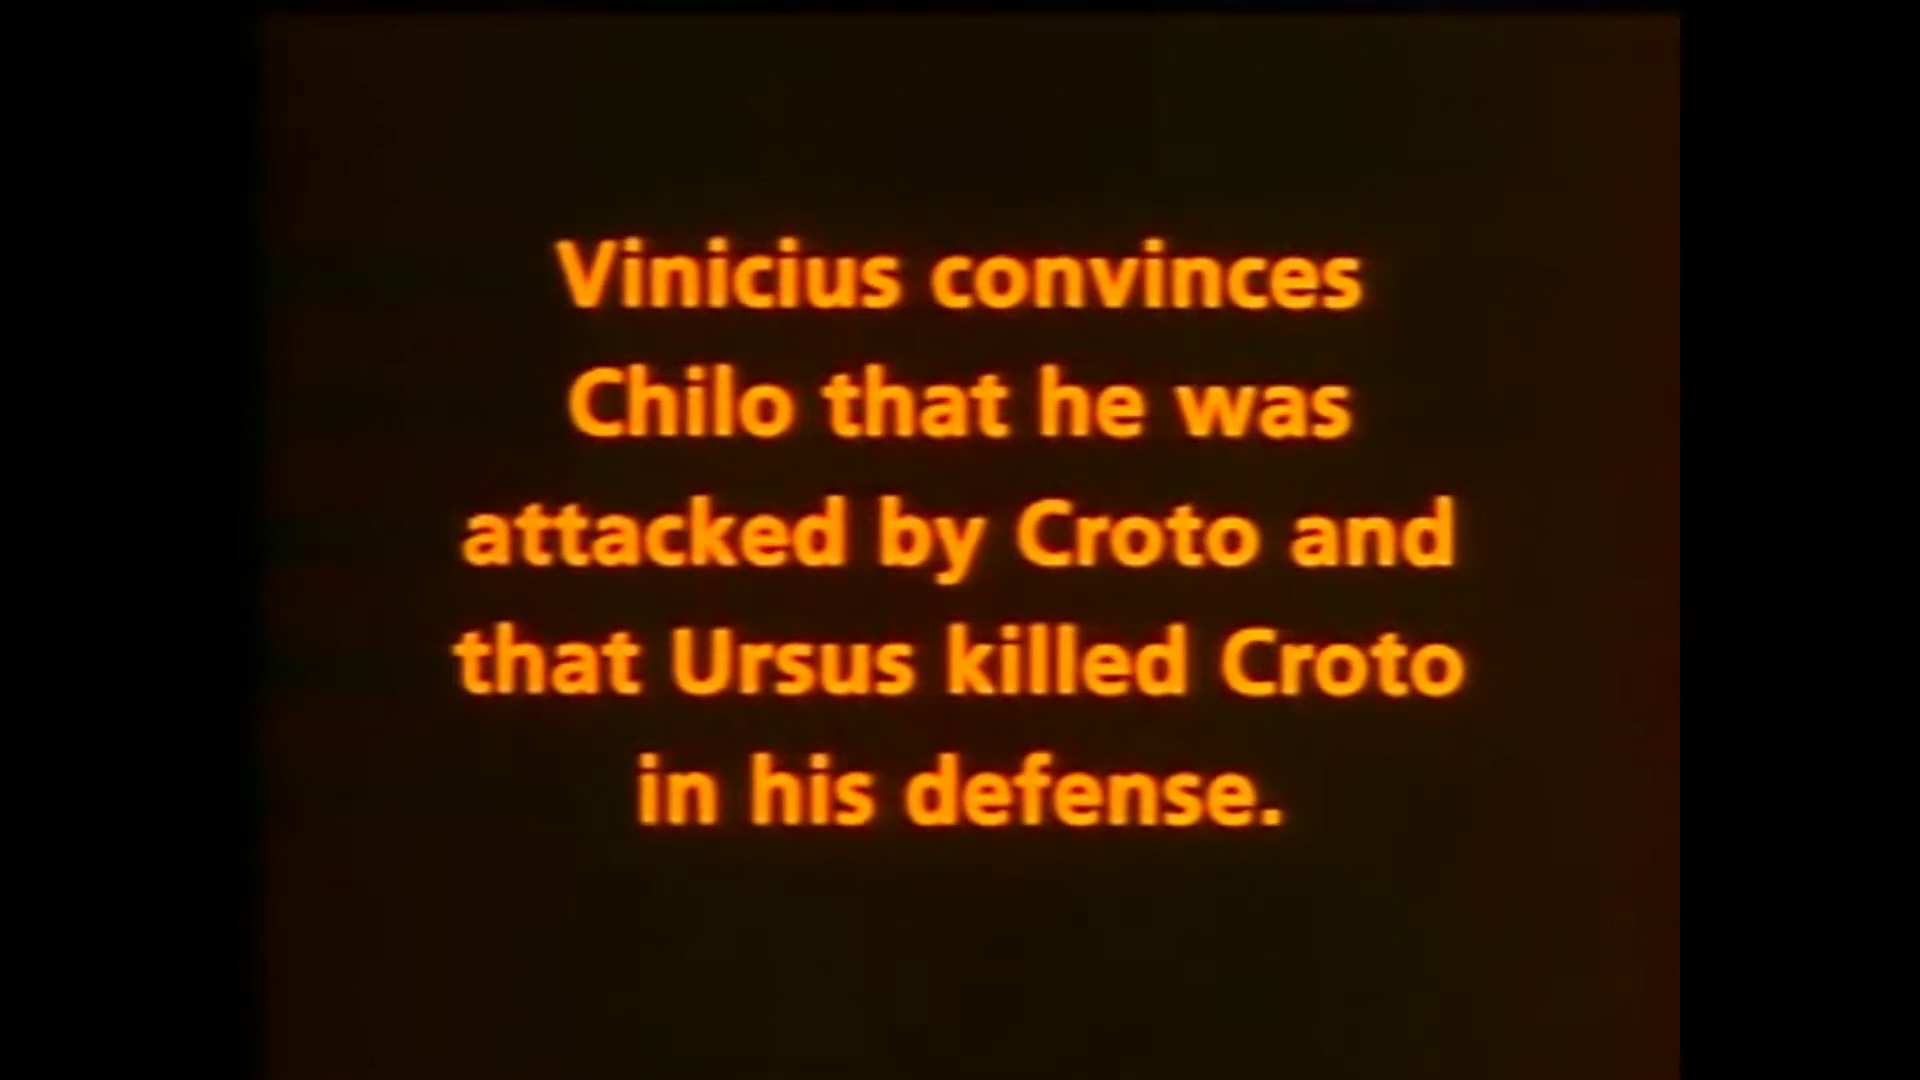 Vinicius convinces
Chilo that he was
attacked by Croto and
that Ursus killed Croto
in his defense.